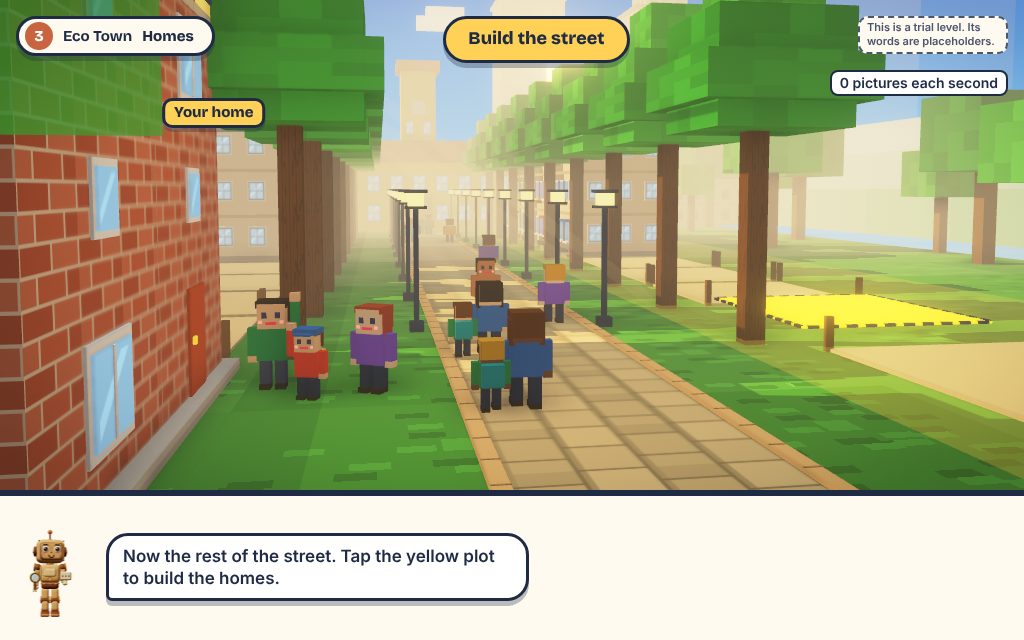 3 Eco Town Homes
Build the street
This is a trial level. Its
words are placeholders.
0 pictures each second
Your home
Now the rest of the street. Tap the yellow plot
to build the homes.